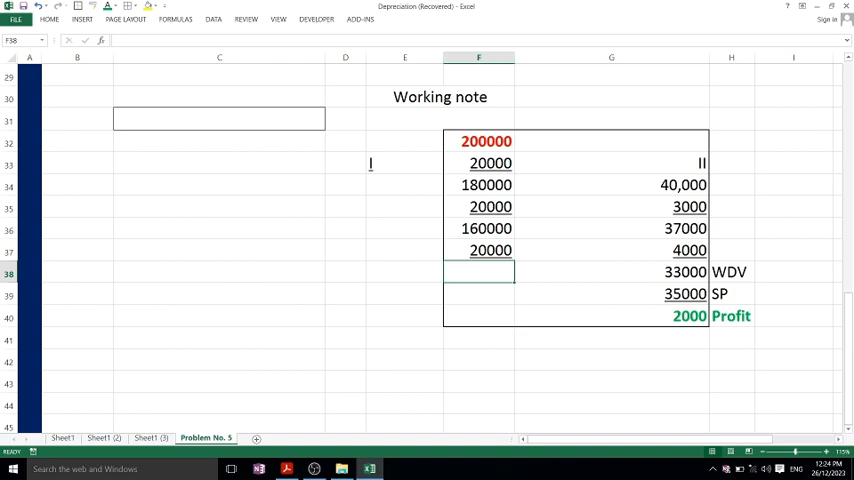 Depreciation (Recovered) - Excel
Sign in
FILE HOME INSERT PAGE LAYOUT FORMULAS DATA REVIEW VIEW DEVELOPER ADD-INS
F38 fx
A B C D E F G H I
29
30 Working note
31
32 200000
33 I 20000 II
34 180000 40,000
35 20000 3000
36 160000 37000
37 20000 4000
38 33000 WDV
39 35000 SP
40 2000 Profit
41
42
43
44
45
Sheet1 Sheet1 (2) Sheet1 (3) Problem No. 5
READY 115%
Search the web and Windows ENG 12:24 PM
26/12/2023